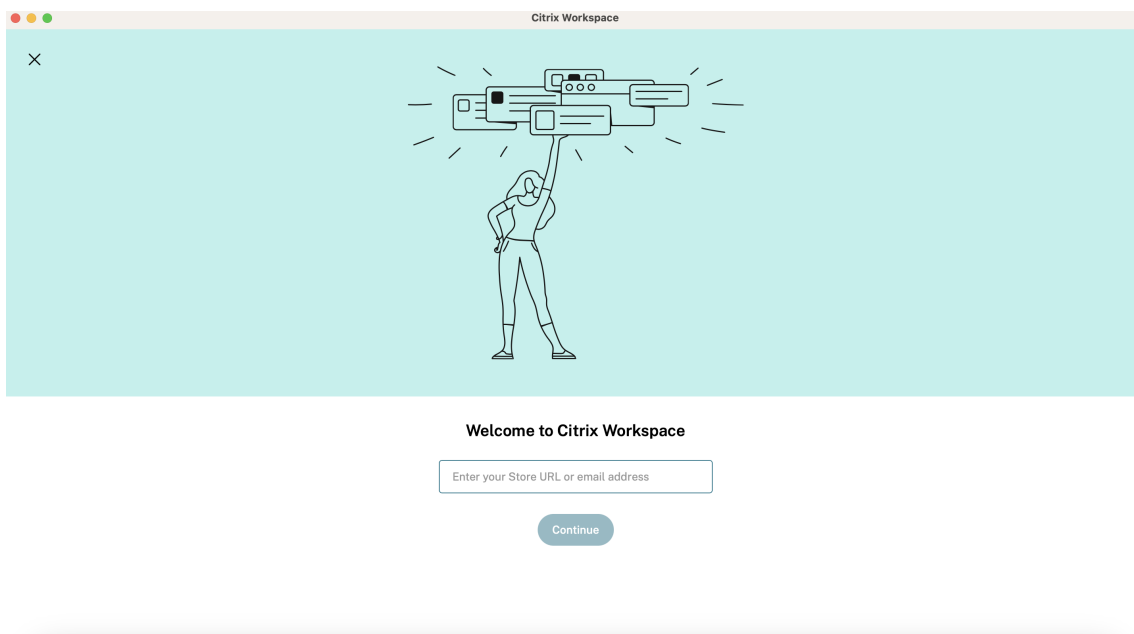 Citrix Workspace
Welcome to Citrix Workspace
Enter your Store URL or email address
Continue